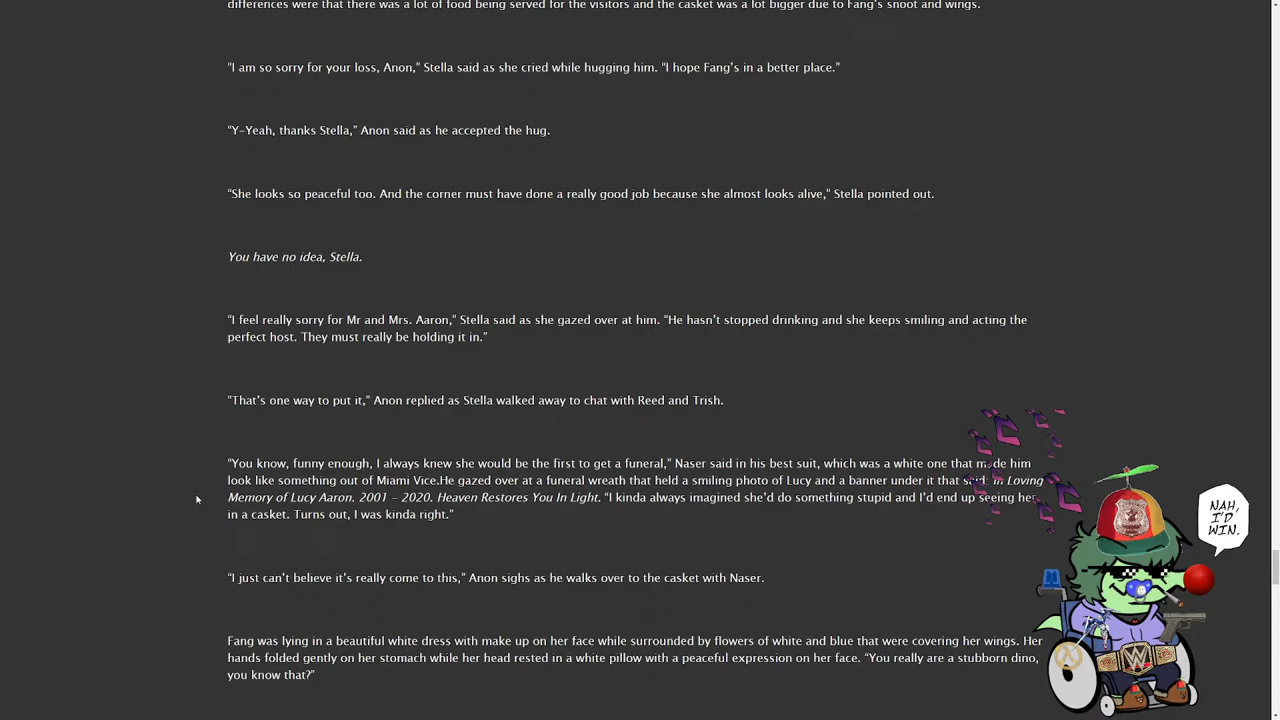 differences were that there was a lot of food being served for the visitors and the casket was a lot bigger due to Fang's snoot and wings.
“I am so sorry for your loss, Anon,” Stella said as she cried while hugging him. “I hope Fang's in a better place.”
“Y-Yeah, thanks Stella,” Anon said as he accepted the hug.
“She looks so peaceful too. And the corner must have done a really good job because she almost looks alive,” Stella pointed out.
You have no idea, Stella.
“I feel really sorry for Mr and Mrs. Aaron,” Stella said as she gazed over at him. “He hasn't stopped drinking and she keeps smiling and acting the
perfect host. They must really be holding it in.”
“That's one way to put it,” Anon replied as Stella walked away to chat with Reed and Trish.
“You know, funny enough, I always knew she would be the first to get a funeral,” Naser said in his best suit, which was a white one that made him
look like something out of Miami Vice.He gazed over at a funeral wreath that held a smiling photo of Lucy and a banner under it that said: In Loving
Memory of Lucy Aaron. 2001 – 2020. Heaven Restores You In Light. “I kinda always imagined she'd do something stupid and I'd end up seeing her
in a casket. Turns out, I was kinda right.”
“I just can't believe it's really come to this,” Anon sighs as he walks over to the casket with Naser.
Fang was lying in a beautiful white dress with make up on her face while surrounded by flowers of white and blue that were covering her wings. Her
hands folded gently on her stomach while her head rested in a white pillow with a peaceful expression on her face. “You really are a stubborn dino,
you know that?”
NAH,
I'D
WIN.
W